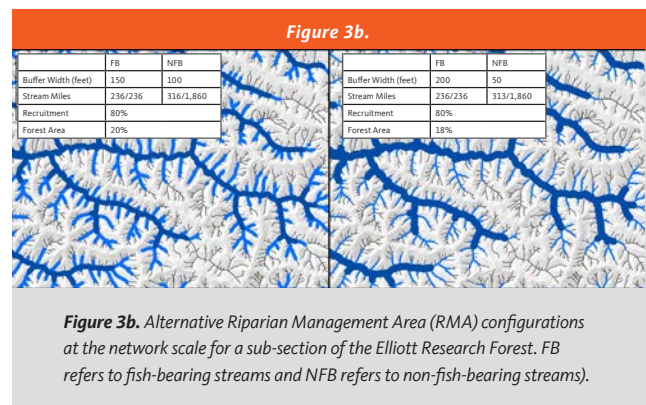 Figure 3b.
FB NFB
Buffer Width (feet) 150 100
Stream Miles 236/236 316/1,860
Recruitment 80%
Forest Area 20%
FB NFB
Buffer Width (feet) 200 50
Stream Miles 236/236 313/1,860
Recruitment 80%
Forest Area 18%
Figure 3b. Alternative Riparian Management Area (RMA) configurations
at the network scale for a sub-section of the Elliott Research Forest. FB
refers to fish-bearing streams and NFB refers to non-fish-bearing streams).